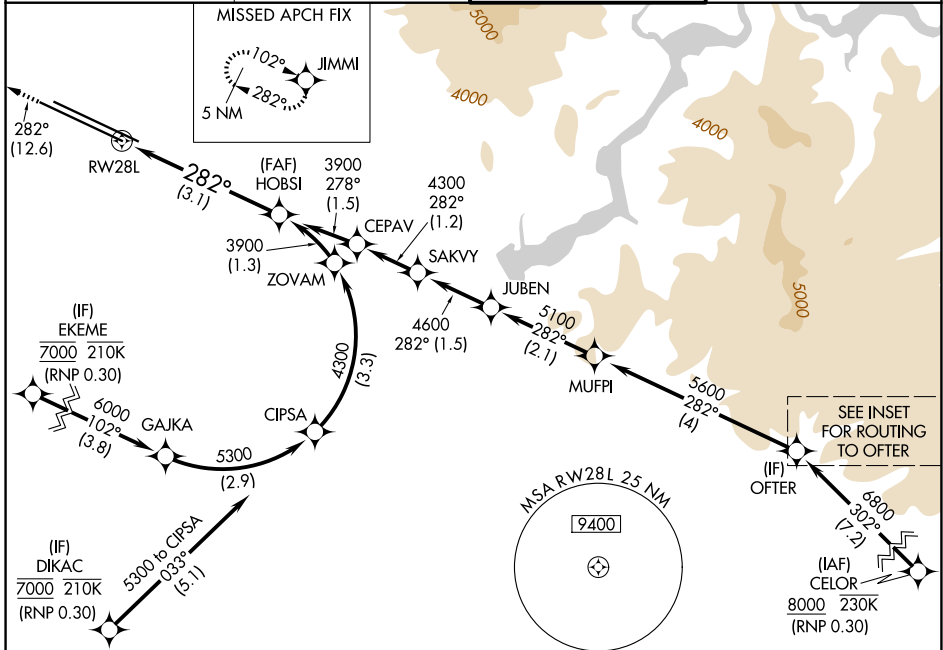 MISSED APCH FIX
102°
JIMMI
282°
5 NM
5000
4000
4000
5000
282°
(12.6)
RW28L
282°
(3.1)
(FAF)
HOBSI
3900
278°
(1.5)
4300
282°
(1.2)
CEPAV
3900
(1.3)
ZOVAM
SAKVY
JUBEN
4600
282° (1.5)
5100
282°
(2.1)
MUFPI
5600
282°
(4)
SEE INSET
FOR ROUTING
TO OFTER
(IF)
OFTER
6800
302°
(7.2)
(IAF)
CELOR
8000 230K
(RNP 0.30)
(IF)
EKEME
7000 210K
(RNP 0.30)
6000
102°
(3.8)
GAJKA
5300
(2.9)
CIPSA
4300
(3.3)
5300 to CIPSA
033°
(5.1)
(IF)
DIKAC
7000 210K
(RNP 0.30)
MSA RW28L 25 NM
9400